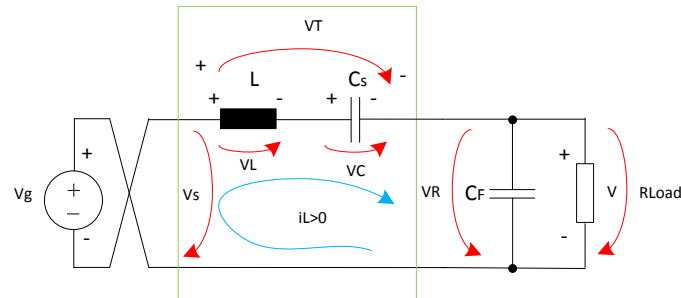 VT
+ L Cs -
+ - + -
+ Vg + − - Vs VL VC VR CF + V - RLoad
iL>0